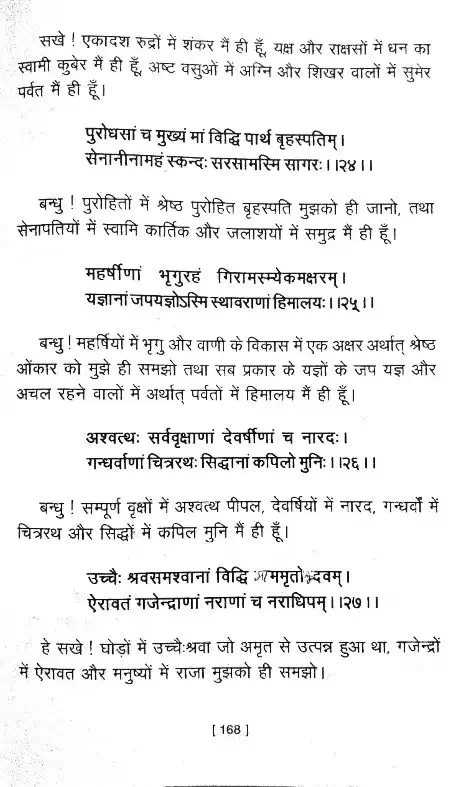 सखे ! एकादश रुद्रों में शंकर मैं ही हूँ, यक्ष और राक्षसों में धन का
स्वामी कुबेर मैं ही हूँ, अष्ट वसुओं में अग्नि और शिखर वालों में सुमेर
पर्वत मैं ही हूँ।
पुरोधसां च मुख्यं मां विद्धि पार्थ बृहस्पतिम्।
सेनानीनामहं स्कन्दः सरसामस्मि सागरः।।२४।।
बन्धु ! पुरोहितों में श्रेष्ठ पुरोहित बृहस्पति मुझको ही जानो, तथा
सेनापतियों में स्वामि कार्तिक और जलाशयों में समुद्र मैं ही हूँ।
महर्षीणां भृगुरहं गिरामस्म्येकमक्षरम्।
यज्ञानां जपयज्ञोऽस्मि स्थावराणां हिमालयः।।२५।।
बन्धु ! महर्षियों में भृगु और वाणी के विकास में एक अक्षर अर्थात् श्रेष्ठ
ओंकार को मुझे ही समझो तथा सब प्रकार के यज्ञों के जप यज्ञ और
अचल रहने वालों में अर्थात् पर्वतों में हिमालय मैं ही हूँ।
अश्वत्थः सर्ववृक्षाणां देवर्षीणां च नारदः।
गन्धर्वाणां चित्ररथः सिद्धानां कपिलो मुनिः।।२६।।
बन्धु ! सम्पूर्ण वृक्षों में अश्वत्थ पीपल, देवर्षियों में नारद, गन्धर्वों में
चित्ररथ और सिद्धों में कपिल मुनि मैं ही हूँ।
उच्चैः श्रवसमश्वानां विद्धि
ऐरावतं गजेन्द्राणां नराणां च नराधिपम्।।२७।।
हे सखे ! घोड़ों में उच्चैःश्रवा जो अमृत से उत्पन्न हुआ था, गजेन्द्रों
में ऐरावत और मनुष्यों में राजा मुझको ही समझो।
[ 168 ]